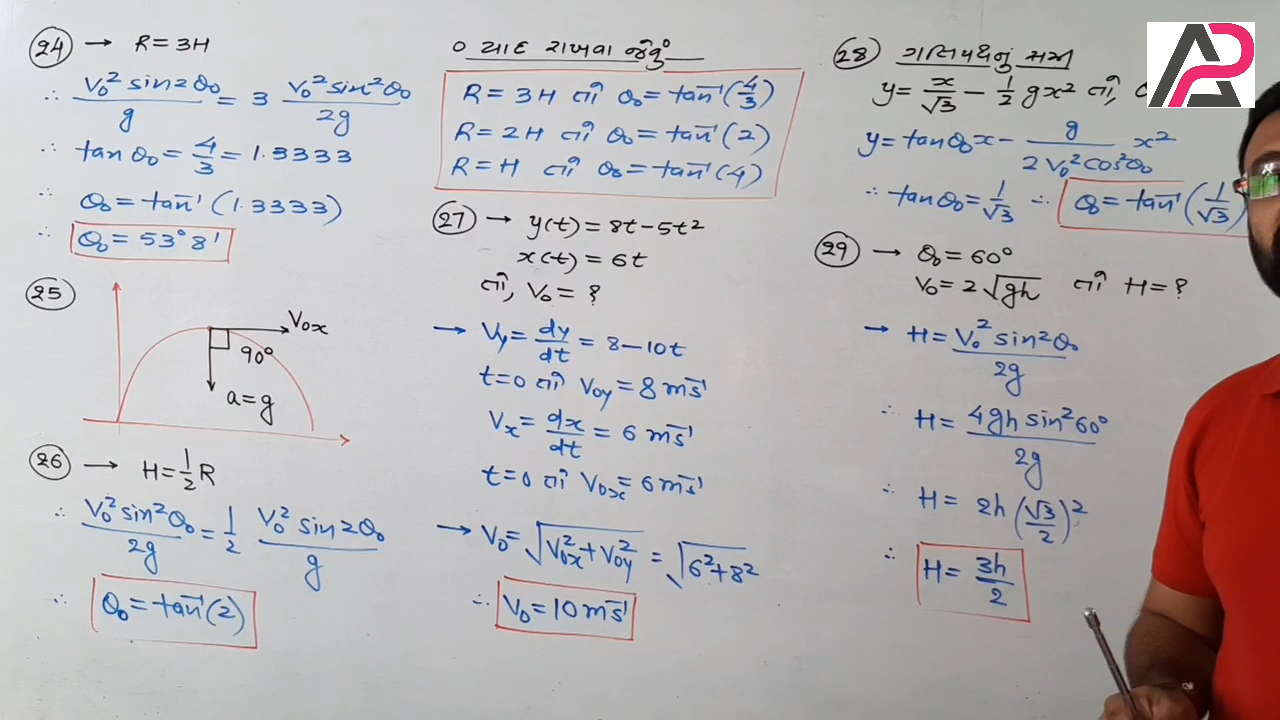 24 → R = 3H
∴ V₀² sin2θ₀ / g = 3 V₀² sin²θ₀ / 2g
∴ tanθ₀ = 4/3 = 1.3333
∴ θ₀ = tan⁻¹ (1.3333)
∴ θ₀ = 53° 8'
25
V₀x
90°
a = g
26 → H = 1/2 R
∴ V₀² sin²θ₀ / 2g = 1/2 V₀² sin2θ₀ / g
∴ θ₀ = tan⁻¹(2)
○ યાદ રાખવા જેવું °
R = 3H તો θ₀ = tan⁻¹(4/3)
R = 2H તો θ₀ = tan⁻¹(2)
R = H તો θ₀ = tan⁻¹(4)
27 → y(t) = 8t - 5t²
x(t) = 6t
તો, V₀ = ?
→ Vy = dy/dt = 8 - 10t
t=0 તો V₀y = 8 ms⁻¹
Vx = dx/dt = 6 ms⁻¹
t=0 તો V₀x = 6 ms⁻¹
→ V₀ = √(V₀x² + V₀y²) = √(6² + 8²)
∴ V₀ = 10 ms⁻¹
28 ગતિપથનું સમી
y = x/√3 - 1/2 gx² તો,
y = tanθ₀x - g / 2V₀²cos²θ₀ x²
∴ tanθ₀ = 1/√3 ∴ θ₀ = tan⁻¹(1/√3)
29 → θ₀ = 60°
V₀ = 2√gh તો H = ?
→ H = V₀² sin²θ₀ / 2g
∴ H = 4gh sin²60° / 2g
∴ H = 2h (√3/2)²
∴ H = 3h/2
AP